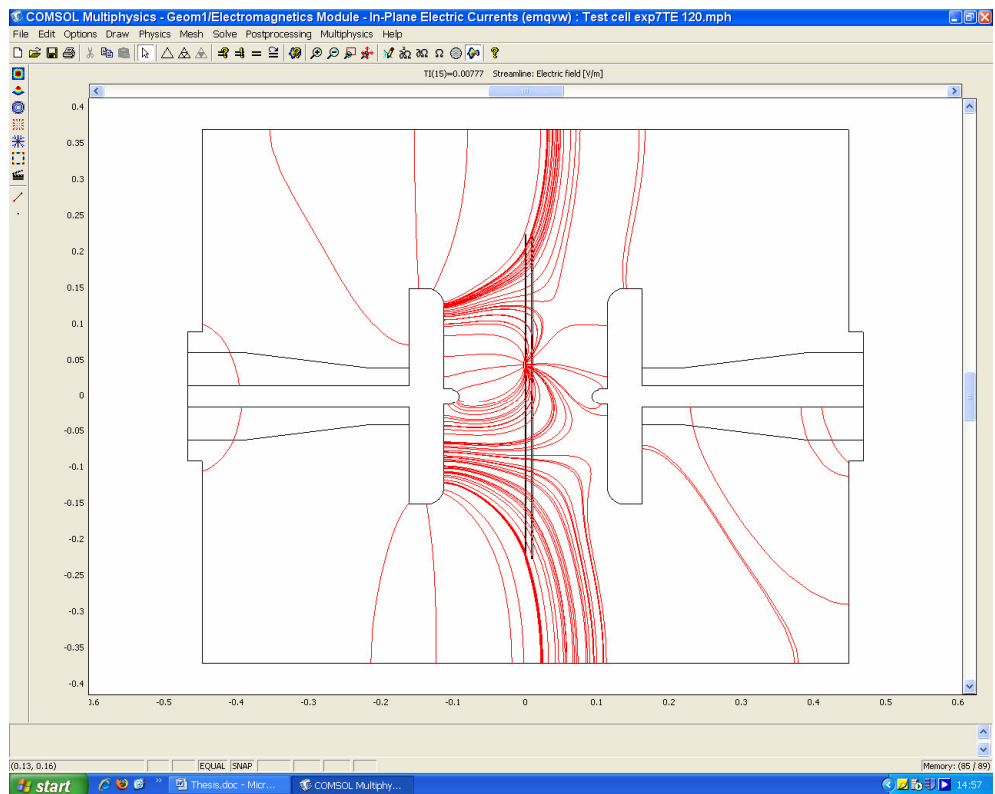 COMSOL Multiphysics - Geom1/Electromagnetics Module - In-Plane Electric Currents (emqvw) : Test cell exp7TE 120.mph
File Edit Options Draw Physics Mesh Solve Postprocessing Multiphysics Help
TI(15)=0.00777 Streamline: Electric field [V/m]
0.4
0.35
0.3
0.25
0.2
0.15
0.1
0.05
0
-0.05
-0.1
-0.15
-0.2
-0.25
-0.3
-0.35
-0.4
0.6 -0.5 -0.4 -0.3 -0.2 -0.1 0 0.1 0.2 0.3 0.4 0.5 0.6
(0.13, 0.16) EQUAL SNAP Memory: (85 / 89)
start Thesis.doc - Micr... COMSOL Multiphy... 14:57